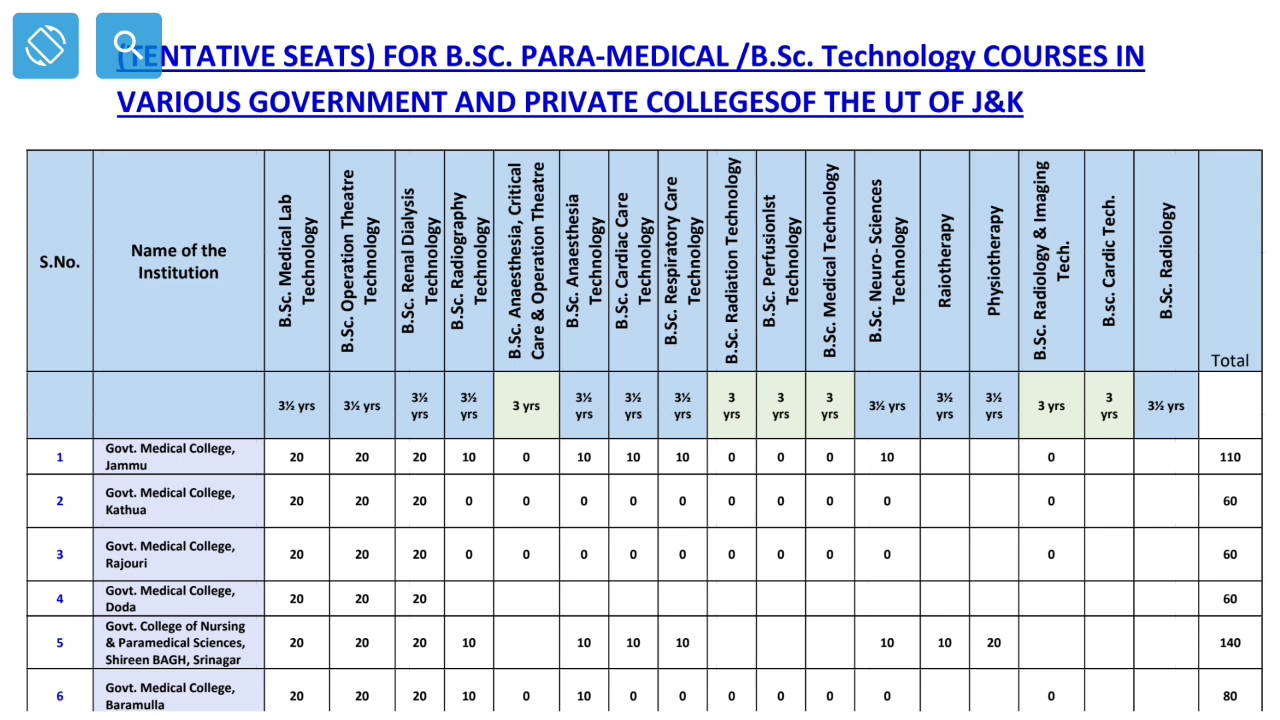 (TENTATIVE SEATS) FOR B.SC. PARA-MEDICAL /B.Sc. Technology COURSES IN
VARIOUS GOVERNMENT AND PRIVATE COLLEGESOF THE UT OF J&K
S.No.
Name of the
Institution
B.Sc. Medical Lab
Technology
B.Sc. Operation Theatre
Technology
B.Sc. Renal Dialysis
Technology
B.Sc. Radiography
Technology
B.Sc. Anaesthesia, Critical
Care & Operation Theatre
B.Sc. Anaesthesia
Technology
B.Sc. Cardiac Care
Technology
B.Sc. Respiratory Care
Technology
B.Sc. Radiation Technology
B.Sc. Perfusionlst
Technology
B.Sc. Medical Technology
B.Sc. Neuro- Sciences
Technology
Raiotherapy
Physiotherapy
B.Sc. Radiology & Imaging
Tech.
B.sc. Cardic Tech.
B.Sc. Radiology
Total
3½ yrs 3½ yrs 3½ yrs 3½ yrs 3 yrs 3½ yrs 3½ yrs 3½ yrs 3 yrs 3 yrs 3 yrs 3½ yrs 3½ yrs 3½ yrs 3 yrs 3 yrs 3½ yrs
1 Govt. Medical College,
Jammu 20 20 20 10 0 10 10 10 0 0 0 10 0 110
2 Govt. Medical College,
Kathua 20 20 20 0 0 0 0 0 0 0 0 0 0 60
3 Govt. Medical College,
Rajouri 20 20 20 0 0 0 0 0 0 0 0 0 0 60
4 Govt. Medical College,
Doda 20 20 20 60
5 Govt. College of Nursing
& Paramedical Sciences,
Shireen BAGH, Srinagar 20 20 20 10 10 10 10 10 10 20 140
6 Govt. Medical College,
Baramulla 20 20 20 10 0 10 0 0 0 0 0 0 0 80